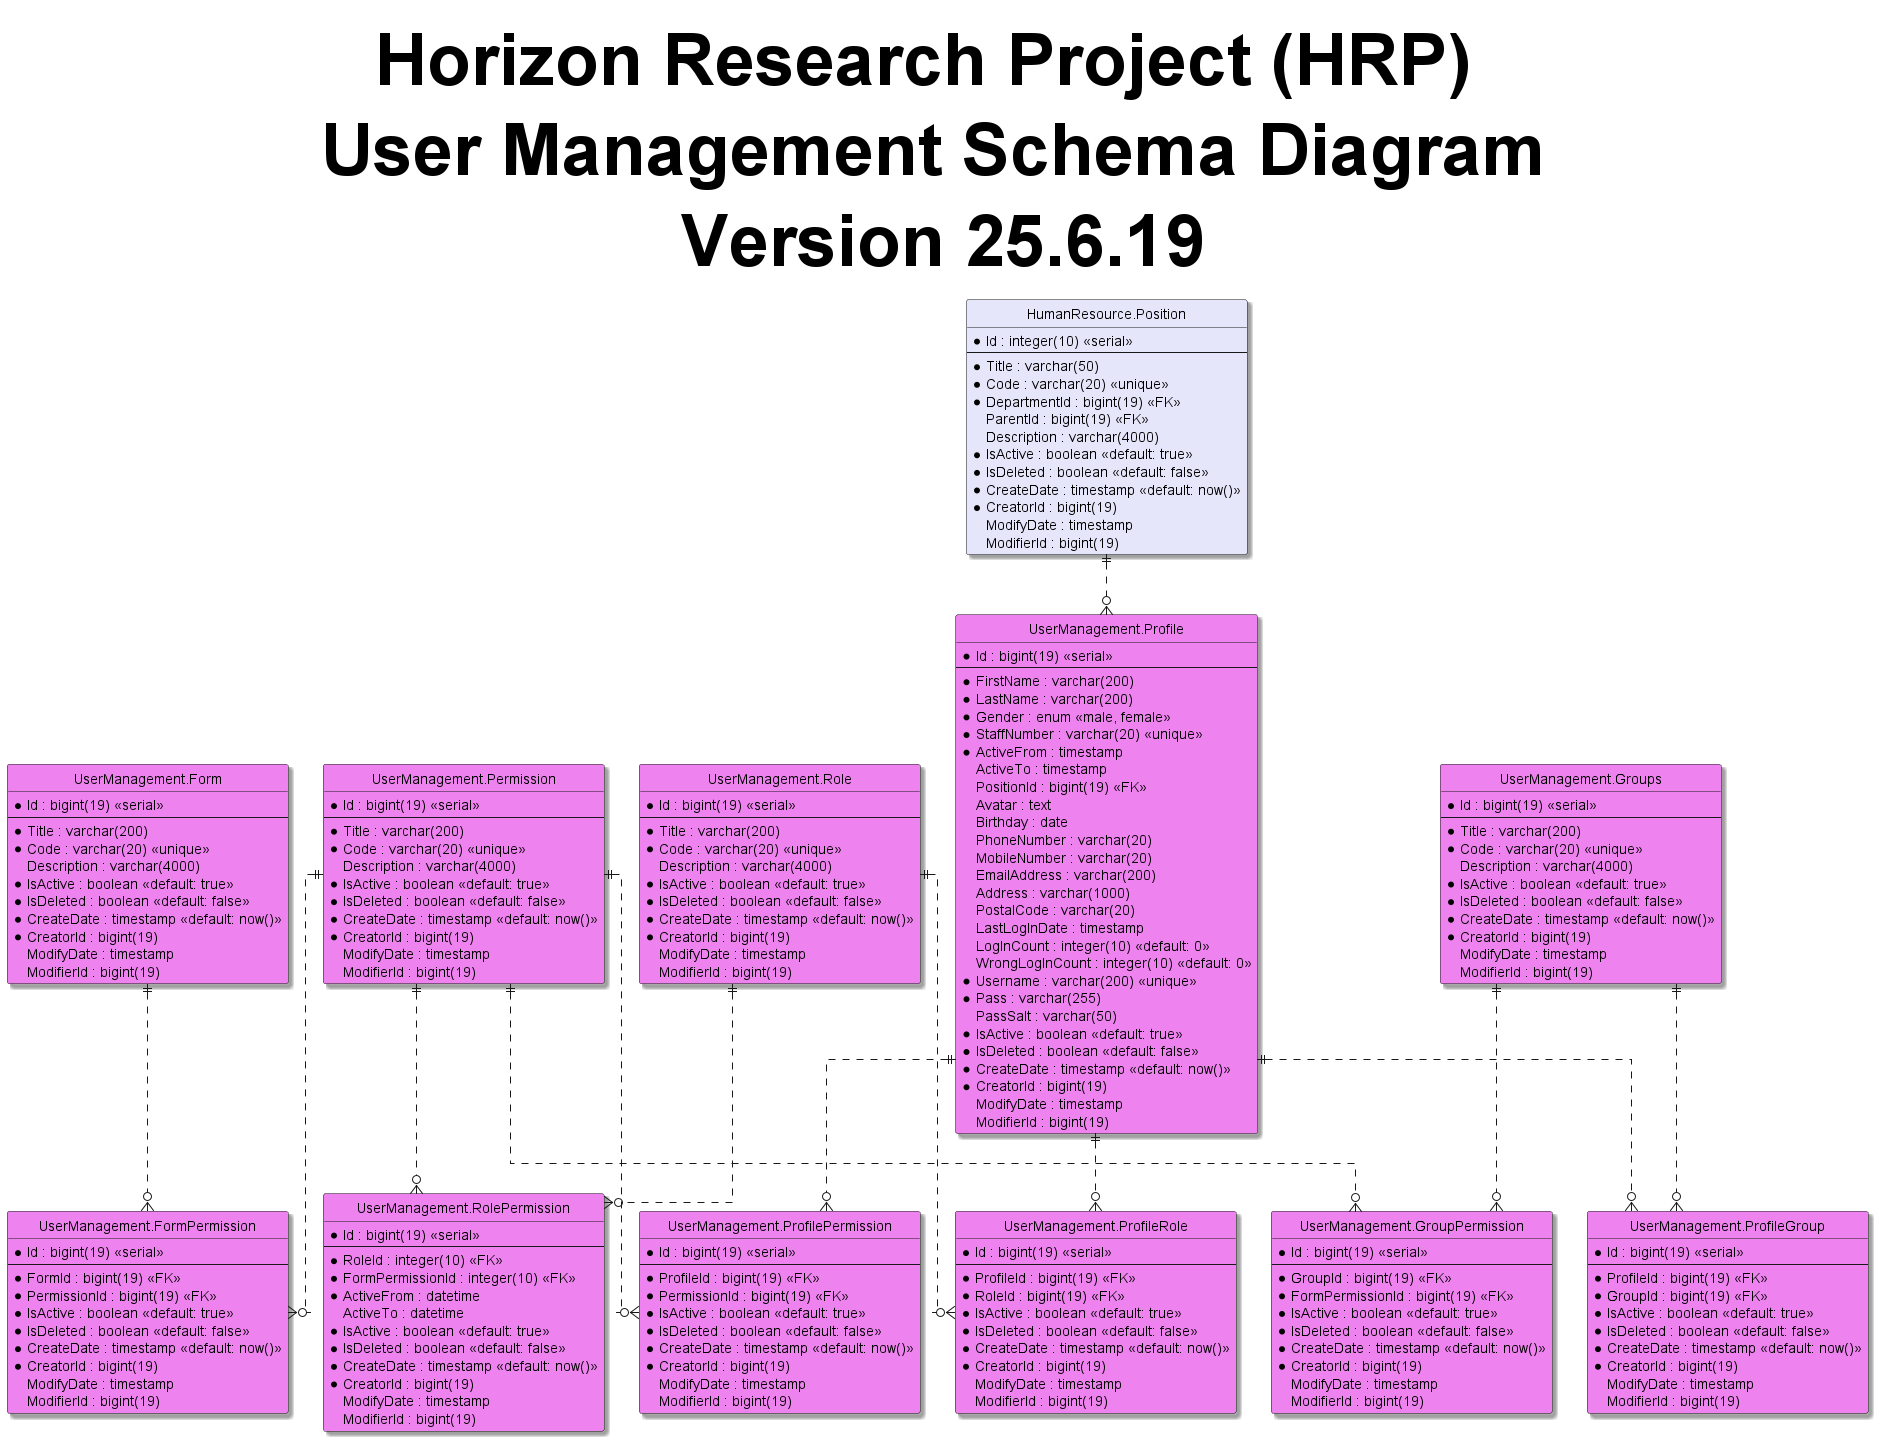 Horizon Research Project (HRP)
User Management Schema Diagram
Version 25.6.19
HumanResource.Position
Id : integer(10) «serial»
Title : varchar(50)
Code : varchar(20) «unique»
DepartmentId : bigint(19) «FK»
ParentId : bigint(19) «FK»
Description : varchar(4000)
IsActive : boolean «default: true»
IsDeleted : boolean «default: false»
CreateDate : timestamp «default: now()»
CreatorId : bigint(19)
ModifyDate : timestamp
ModifierId : bigint(19)
UserManagement.Profile
Id : bigint(19) «serial»
FirstName : varchar(200)
LastName : varchar(200)
Gender : enum «male, female»
StaffNumber : varchar(20) «unique»
ActiveFrom : timestamp
ActiveTo : timestamp
PositionId : bigint(19) «FK»
Avatar : text
Birthday : date
PhoneNumber : varchar(20)
MobileNumber : varchar(20)
EmailAddress : varchar(200)
Address : varchar(1000)
PostalCode : varchar(20)
LastLogInDate : timestamp
LogInCount : integer(10) «default: 0»
WrongLogInCount : integer(10) «default: 0»
Username : varchar(200) «unique»
Pass : varchar(255)
PassSalt : varchar(50)
IsActive : boolean «default: true»
IsDeleted : boolean «default: false»
CreateDate : timestamp «default: now()»
CreatorId : bigint(19)
ModifyDate : timestamp
ModifierId : bigint(19)
UserManagement.Form
Id : bigint(19) «serial»
Title : varchar(200)
Code : varchar(20) «unique»
Description : varchar(4000)
IsActive : boolean «default: true»
IsDeleted : boolean «default: false»
CreateDate : timestamp «default: now()»
CreatorId : bigint(19)
ModifyDate : timestamp
ModifierId : bigint(19)
UserManagement.Permission
Id : bigint(19) «serial»
Title : varchar(200)
Code : varchar(20) «unique»
Description : varchar(4000)
IsActive : boolean «default: true»
IsDeleted : boolean «default: false»
CreateDate : timestamp «default: now()»
CreatorId : bigint(19)
ModifyDate : timestamp
ModifierId : bigint(19)
UserManagement.Role
Id : bigint(19) «serial»
Title : varchar(200)
Code : varchar(20) «unique»
Description : varchar(4000)
IsActive : boolean «default: true»
IsDeleted : boolean «default: false»
CreateDate : timestamp «default: now()»
CreatorId : bigint(19)
ModifyDate : timestamp
ModifierId : bigint(19)
UserManagement.Groups
Id : bigint(19) «serial»
Title : varchar(200)
Code : varchar(20) «unique»
Description : varchar(4000)
IsActive : boolean «default: true»
IsDeleted : boolean «default: false»
CreateDate : timestamp «default: now()»
CreatorId : bigint(19)
ModifyDate : timestamp
ModifierId : bigint(19)
UserManagement.FormPermission
Id : bigint(19) «serial»
FormId : bigint(19) «FK»
PermissionId : bigint(19) «FK»
IsActive : boolean «default: true»
IsDeleted : boolean «default: false»
CreateDate : timestamp «default: now()»
CreatorId : bigint(19)
ModifyDate : timestamp
ModifierId : bigint(19)
UserManagement.RolePermission
Id : bigint(19) «serial»
RoleId : integer(10) «FK»
FormPermissionId : integer(10) «FK»
ActiveFrom : datetime
ActiveTo : datetime
IsActive : boolean «default: true»
IsDeleted : boolean «default: false»
CreateDate : timestamp «default: now()»
CreatorId : bigint(19)
ModifyDate : timestamp
ModifierId : bigint(19)
UserManagement.ProfilePermission
Id : bigint(19) «serial»
ProfileId : bigint(19) «FK»
PermissionId : bigint(19) «FK»
IsActive : boolean «default: true»
IsDeleted : boolean «default: false»
CreateDate : timestamp «default: now()»
CreatorId : bigint(19)
ModifyDate : timestamp
ModifierId : bigint(19)
UserManagement.ProfileRole
Id : bigint(19) «serial»
ProfileId : bigint(19) «FK»
RoleId : bigint(19) «FK»
IsActive : boolean «default: true»
IsDeleted : boolean «default: false»
CreateDate : timestamp «default: now()»
CreatorId : bigint(19)
ModifyDate : timestamp
ModifierId : bigint(19)
UserManagement.GroupPermission
Id : bigint(19) «serial»
GroupId : bigint(19) «FK»
FormPermissionId : bigint(19) «FK»
IsActive : boolean «default: true»
IsDeleted : boolean «default: false»
CreateDate : timestamp «default: now()»
CreatorId : bigint(19)
ModifyDate : timestamp
ModifierId : bigint(19)
UserManagement.ProfileGroup
Id : bigint(19) «serial»
ProfileId : bigint(19) «FK»
GroupId : bigint(19) «FK»
IsActive : boolean «default: true»
IsDeleted : boolean «default: false»
CreateDate : timestamp «default: now()»
CreatorId : bigint(19)
ModifyDate : timestamp
ModifierId : bigint(19)